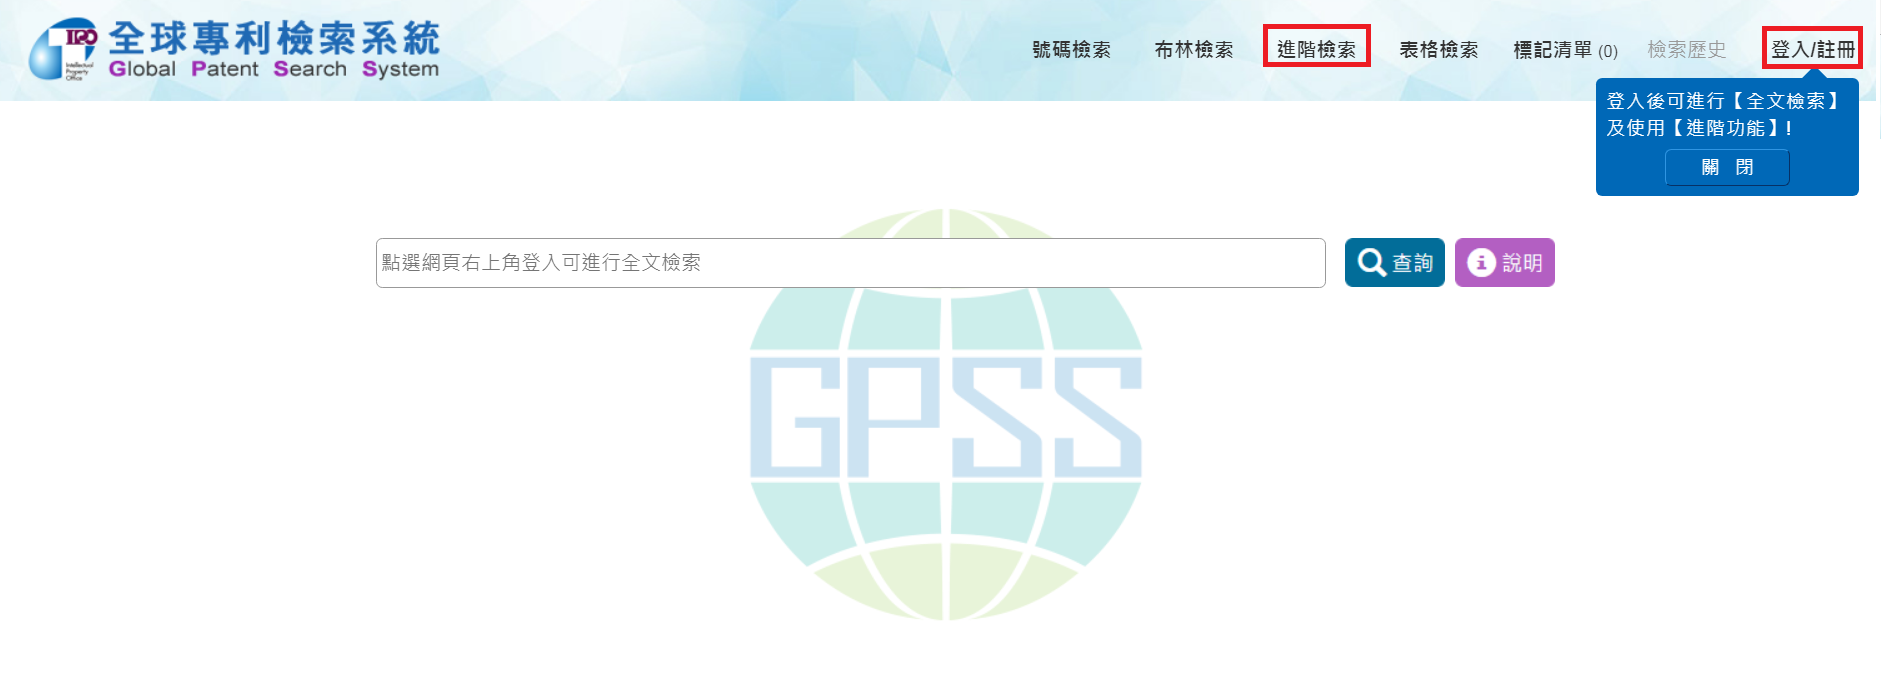 TIPO
Intellectual
Property
Office
全球專利檢索系統
Global Patent Search System
號碼檢索
布林檢索
進階檢索
表格檢索
標記清單 (0)
檢索歷史
登入/註冊
登入後可進行【全文檢索】
及使用【進階功能】!
關 閉
點選網頁右上角登入可進行全文檢索
查詢
說明
GPSS